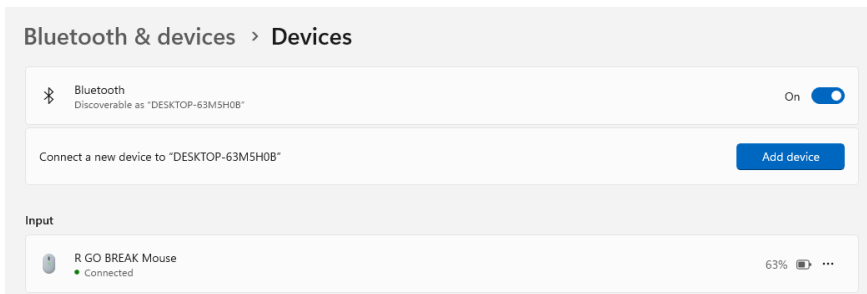 Bluetooth & devices > Devices
Bluetooth
Discoverable as "DESKTOP-63M5H0B"
On
Connect a new device to "DESKTOP-63M5H0B"
Add device
Input
R GO BREAK Mouse
Connected
63%